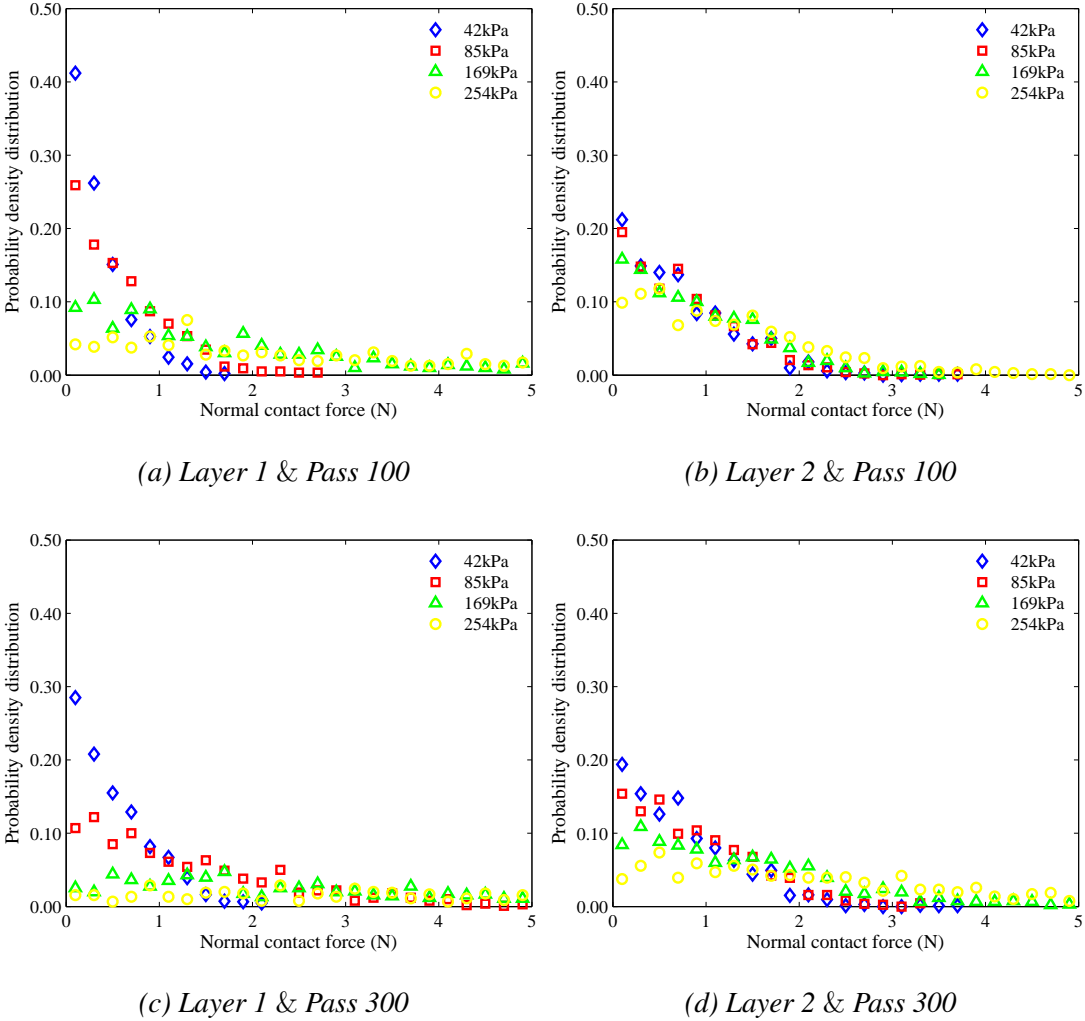 0.50
0.40
0.30
0.20
0.10
0.00
Probability density distribution
0 1 2 3 4 5
Normal contact force (N)
42kPa
85kPa
169kPa
254kPa
(a) Layer 1 & Pass 100
0.50
0.40
0.30
0.20
0.10
0.00
Probability density distribution
0 1 2 3 4 5
Normal contact force (N)
42kPa
85kPa
169kPa
254kPa
(b) Layer 2 & Pass 100
0.50
0.40
0.30
0.20
0.10
0.00
Probability density distribution
0 1 2 3 4 5
Normal contact force (N)
42kPa
85kPa
169kPa
254kPa
(c) Layer 1 & Pass 300
0.50
0.40
0.30
0.20
0.10
0.00
Probability density distribution
0 1 2 3 4 5
Normal contact force (N)
42kPa
85kPa
169kPa
254kPa
(d) Layer 2 & Pass 300